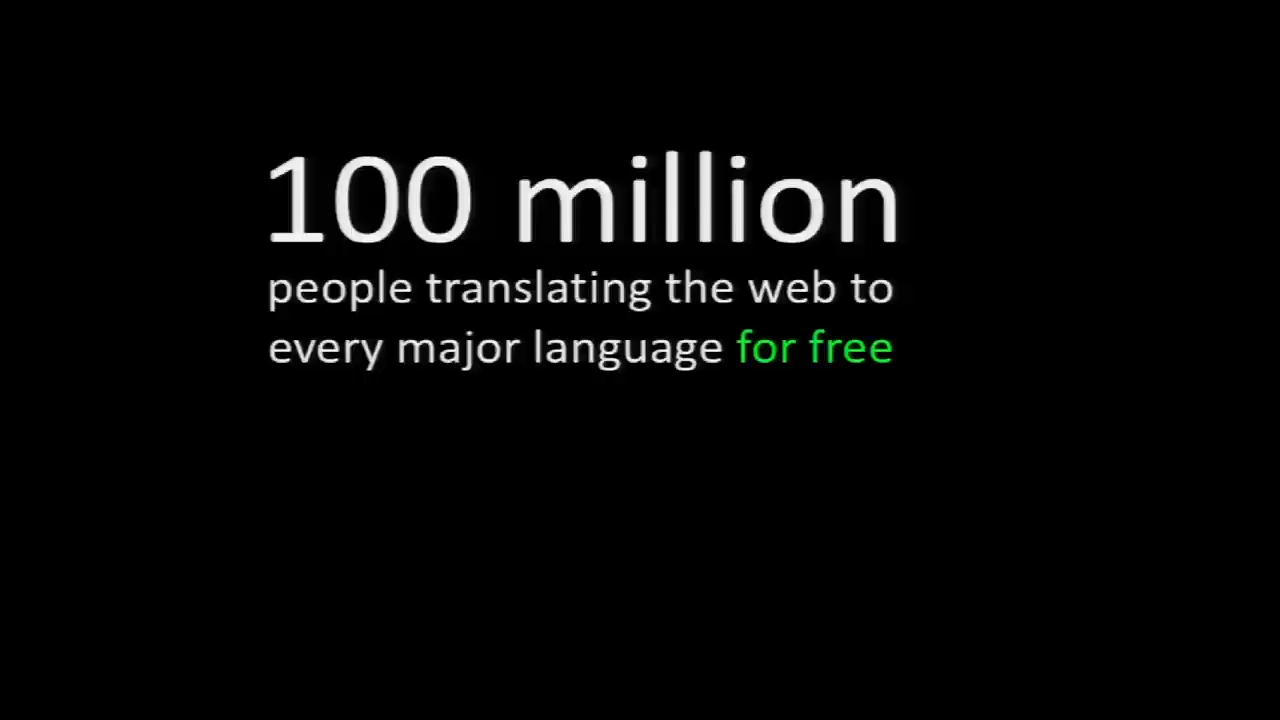 100 million
people translating the web to
every major language for free